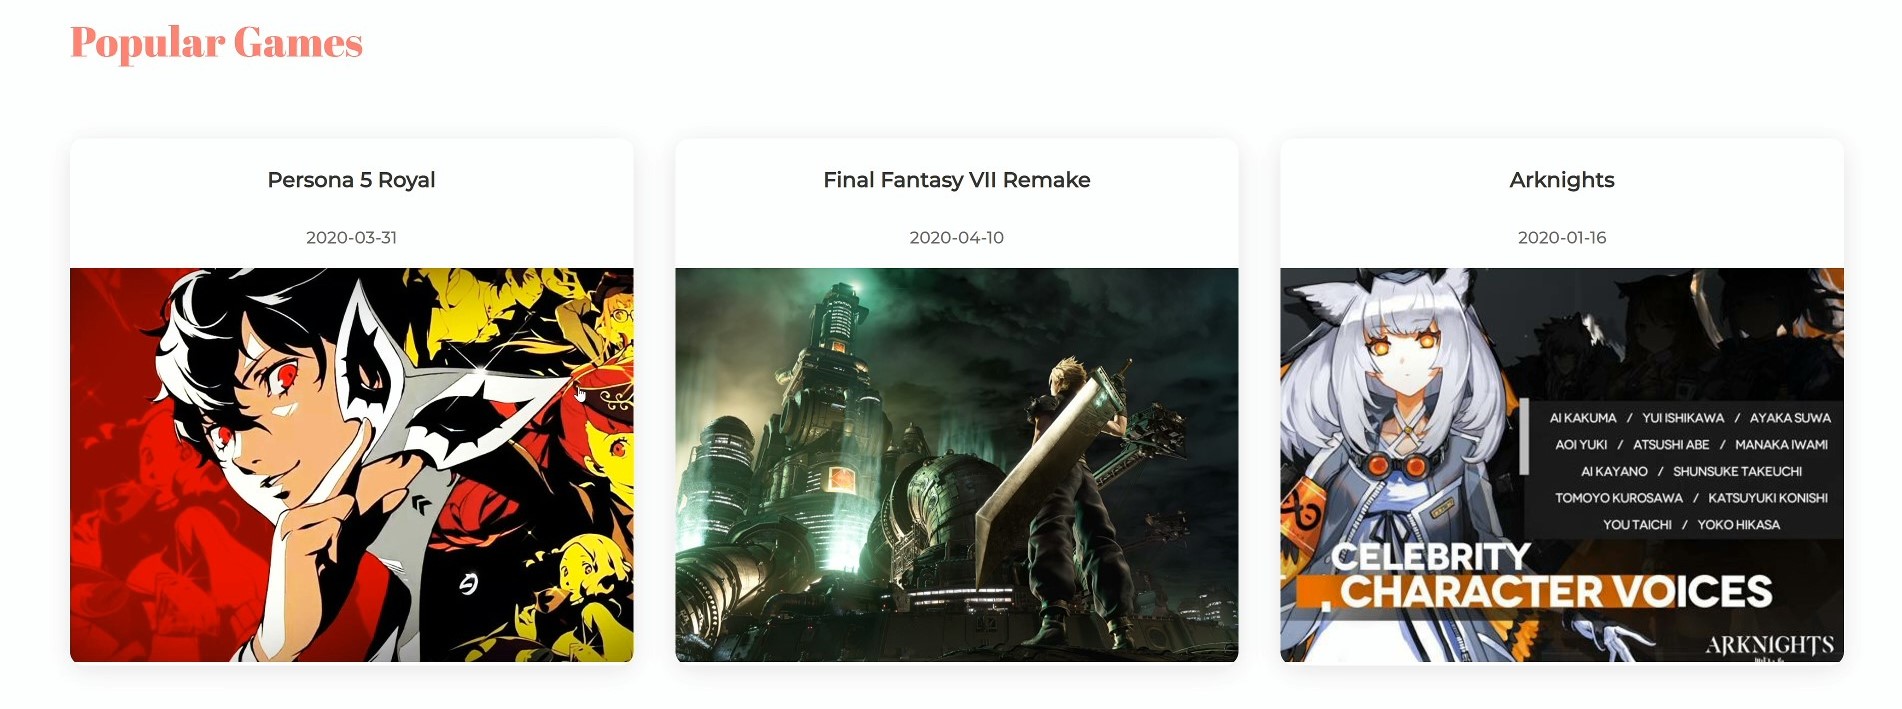 Popular Games
Persona 5 Royal
2020-03-31
Final Fantasy VII Remake
2020-04-10
Arknights
2020-01-16
AI KAKUMA / YUI ISHIKAWA / AYAKA SUWA
AOI YUKI / ATSUSHI ABE / MANAKA IWAMI
AI KAYANO / SHUNSUKE TAKEUCHI
TOMOYO KUROSAWA / KATSUYUKI KONISHI
YOU TAICHI / YOKO HIKASA
CELEBRITY
CHARACTER VOICES
ARKNIGHTS